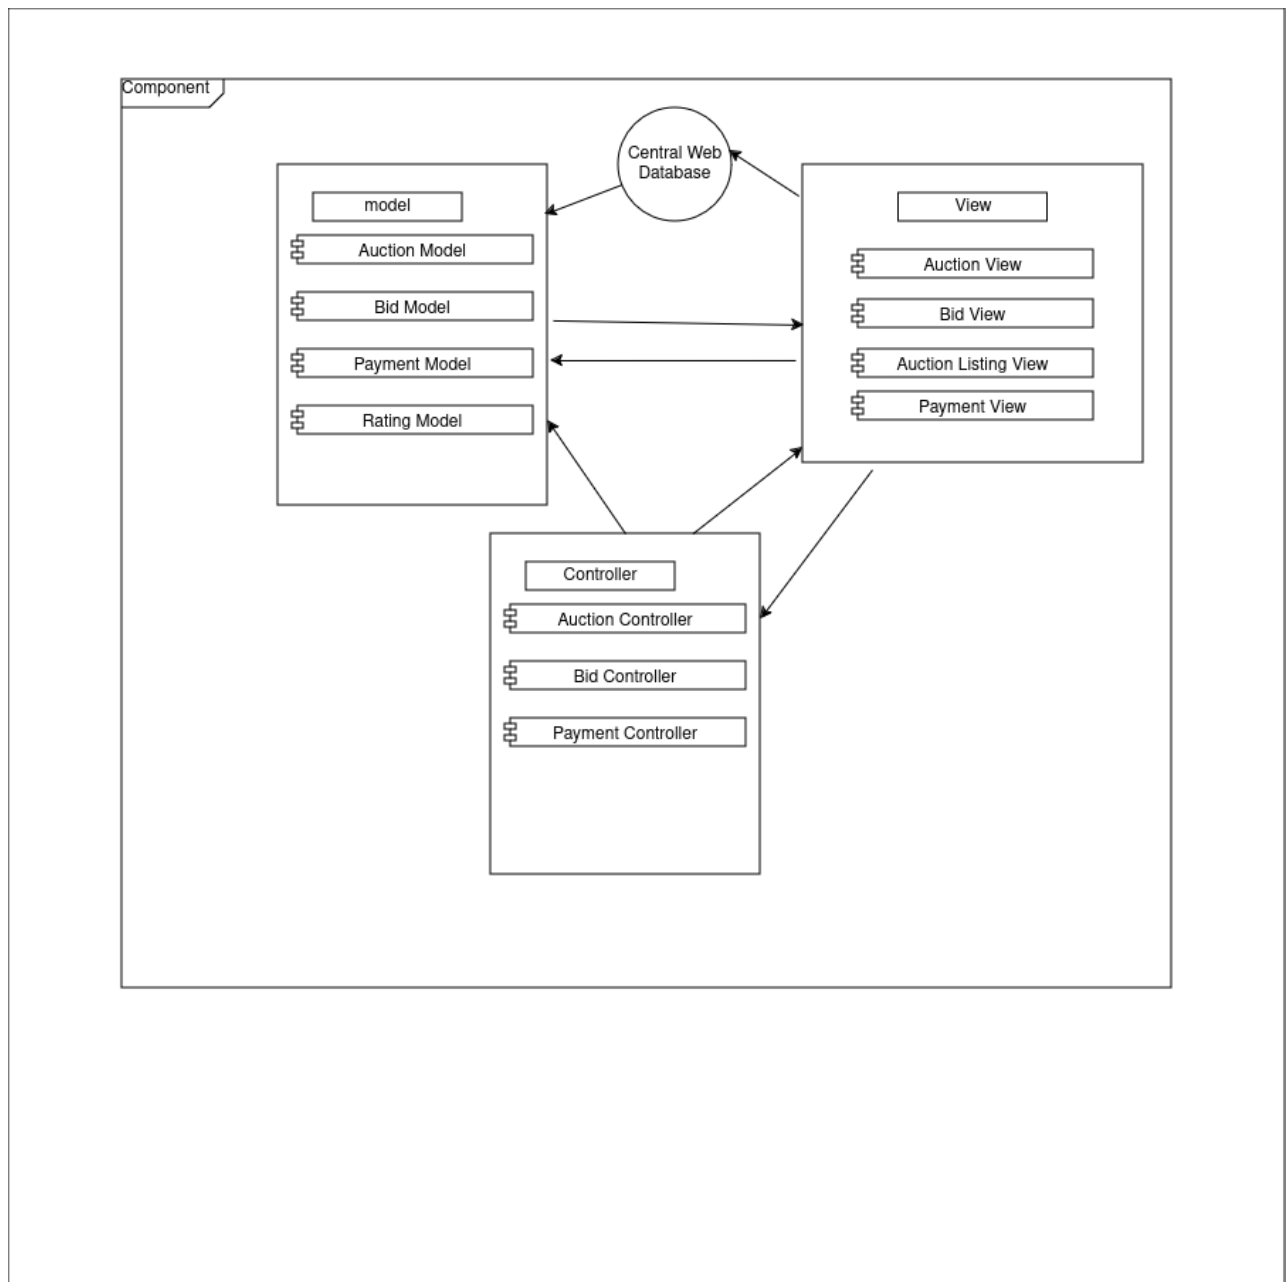 Component
Central Web
Database
model
Auction Model
Bid Model
Payment Model
Rating Model
View
Auction View
Bid View
Auction Listing View
Payment View
Controller
Auction Controller
Bid Controller
Payment Controller